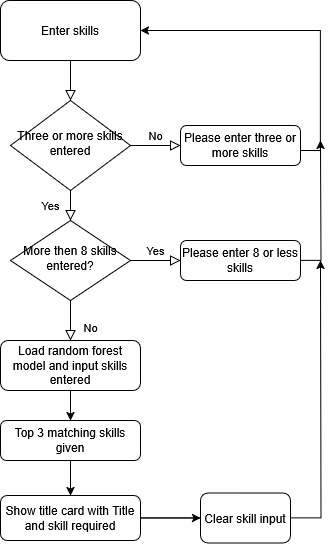 Enter skills
Three or more skills
entered
No
Please enter three or
more skills
Yes
More then 8 skills
entered?
Yes
Please enter 8 or less
skills
No
Load random forest
model and input skills
entered
Top 3 matching skills
given
Show title card with Title
and skill required
Clear skill input